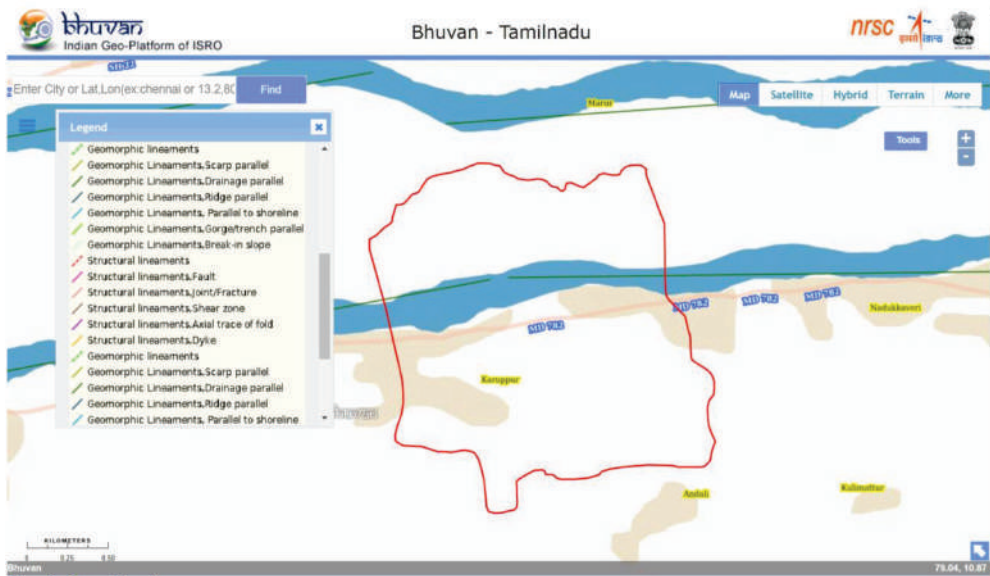 bhuvan
Indian Geo-Platform of ISRO
Bhuvan - Tamilnadu
nrsc
इसरो isro
Enter City or Lat,Lon(ex:chennai or 13.2,80
Find
Marur
Map Satellite Hybrid Terrain More
Tools
+
-
Legend
Geomorphic lineaments
Geomorphic Lineaments,Scarp parallel
Geomorphic Lineaments,Drainage parallel
Geomorphic Lineaments,Ridge parallel
Geomorphic Lineaments, Parallel to shoreline
Geomorphic Lineaments,Gorge/trench parallel
Geomorphic Lineaments,Break-in slope
Structural lineaments
Structural lineaments,Fault
Structural lineaments,Joint/Fracture
Structural lineaments,Shear zone
Structural lineaments,Axial trace of fold
Structural lineaments,Dyke
Geomorphic lineaments
Geomorphic Lineaments,Scarp parallel
Geomorphic Lineaments,Drainage parallel
Geomorphic Lineaments,Ridge parallel
Geomorphic Lineaments, Parallel to shoreline
MD 782
MD 782
MD 782
MD 782
Nadukkaveri
Karuppur
Andali
KILOMETERS
0 0.25 0.50
Bhuvan
79.04, 10.87